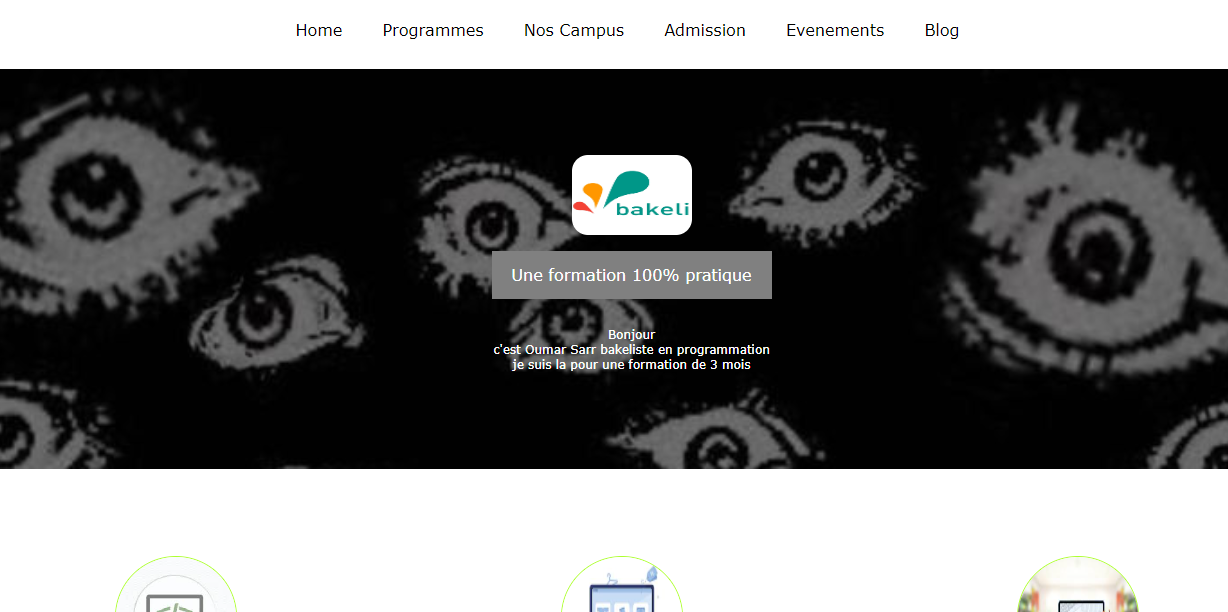 Home Programmes Nos Campus Admission Evenements Blog
bakeli
Une formation 100% pratique
Bonjour
c'est Oumar Sarr bakeliste en programmation
je suis la pour une formation de 3 mois